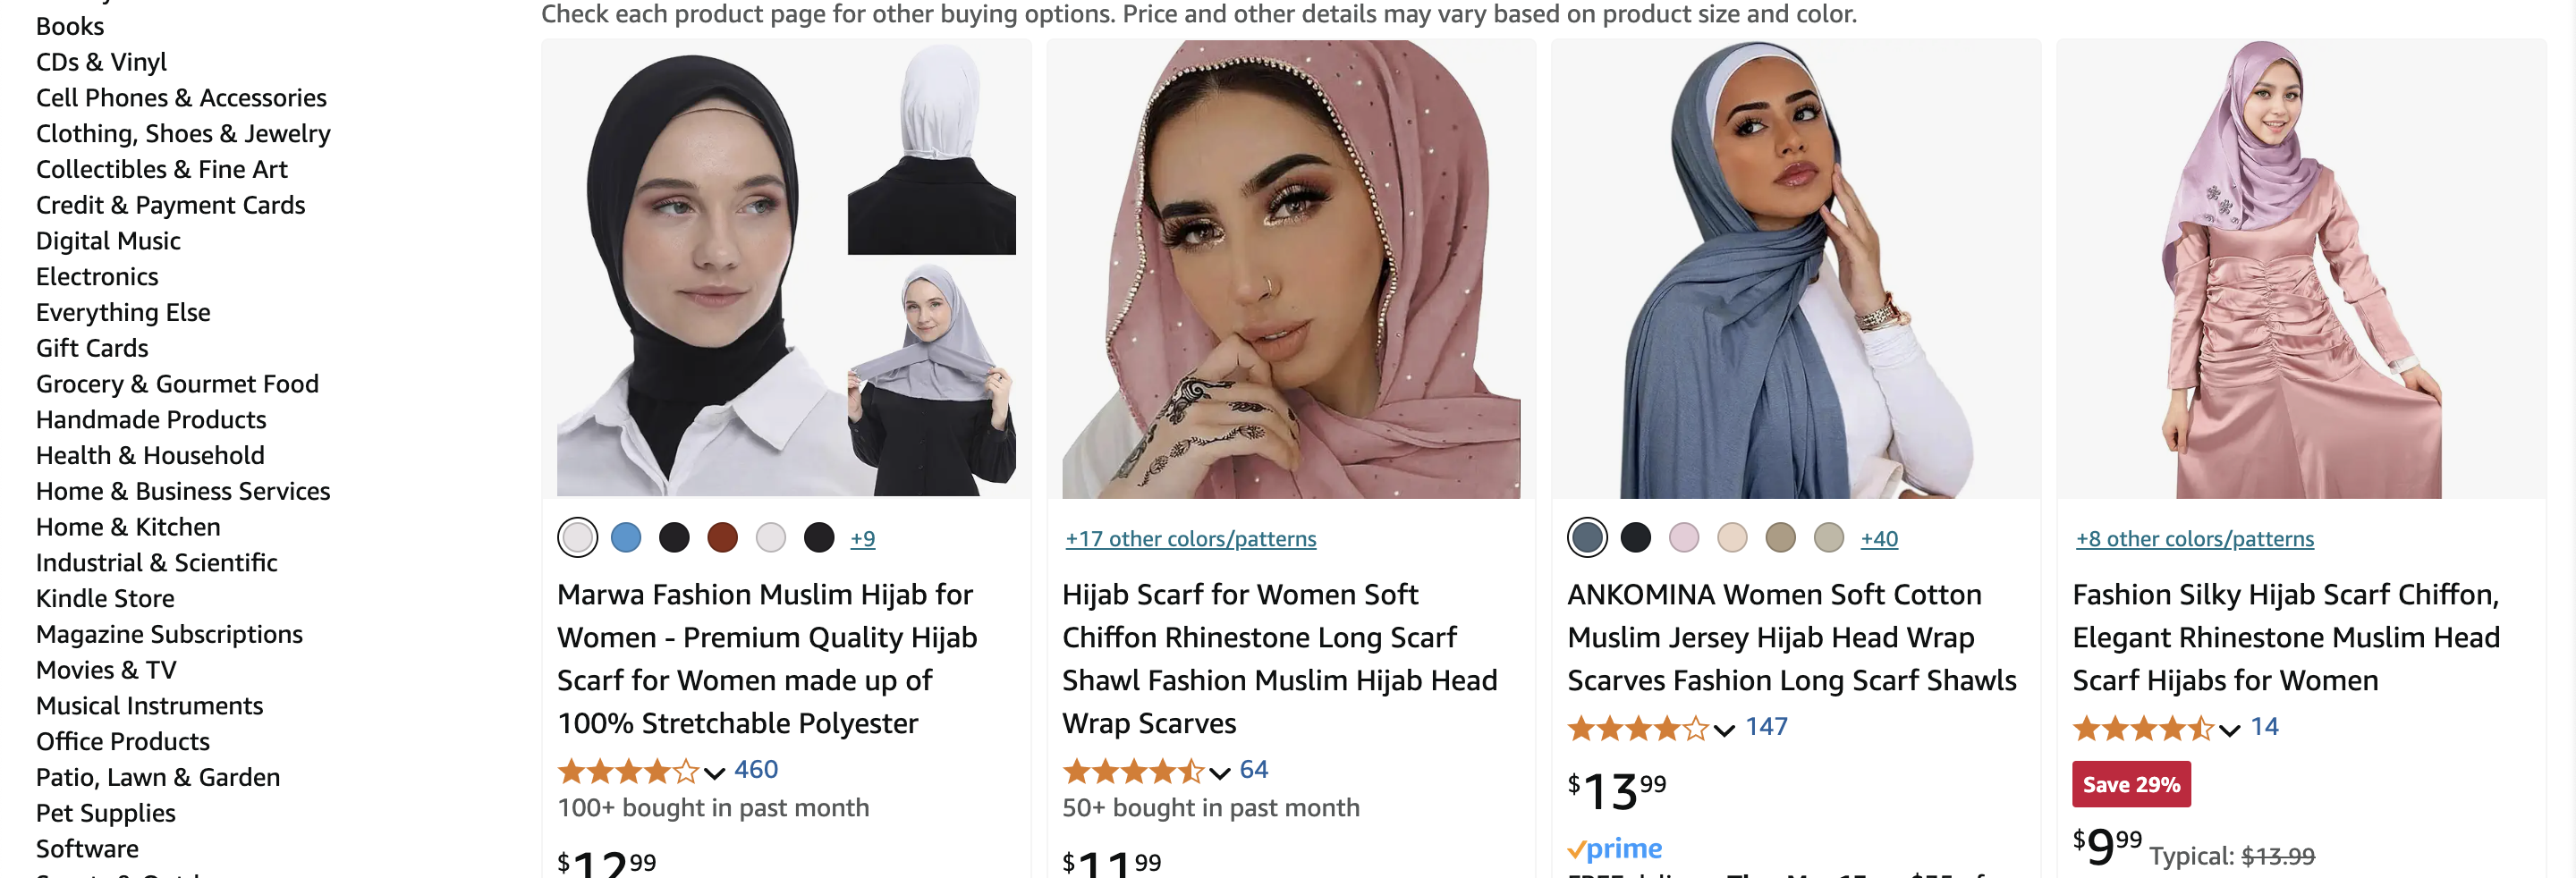 Check each product page for other buying options. Price and other details may vary based on product size and color.
Books
CDs & Vinyl
Cell Phones & Accessories
Clothing, Shoes & Jewelry
Collectibles & Fine Art
Credit & Payment Cards
Digital Music
Electronics
Everything Else
Gift Cards
Grocery & Gourmet Food
Handmade Products
Health & Household
Home & Business Services
Home & Kitchen
Industrial & Scientific
Kindle Store
Magazine Subscriptions
Movies & TV
Musical Instruments
Office Products
Patio, Lawn & Garden
Pet Supplies
Software
+9
Marwa Fashion Muslim Hijab for
Women - Premium Quality Hijab
Scarf for Women made up of
100% Stretchable Polyester
460
100+ bought in past month
$12.99
+17 other colors/patterns
Hijab Scarf for Women Soft
Chiffon Rhinestone Long Scarf
Shawl Fashion Muslim Hijab Head
Wrap Scarves
64
50+ bought in past month
$11.99
+40
ANKOMINA Women Soft Cotton
Muslim Jersey Hijab Head Wrap
Scarves Fashion Long Scarf Shawls
147
$13.99
prime
+8 other colors/patterns
Fashion Silky Hijab Scarf Chiffon,
Elegant Rhinestone Muslim Head
Scarf Hijabs for Women
14
Save 29%
$9.99 Typical: $13.99